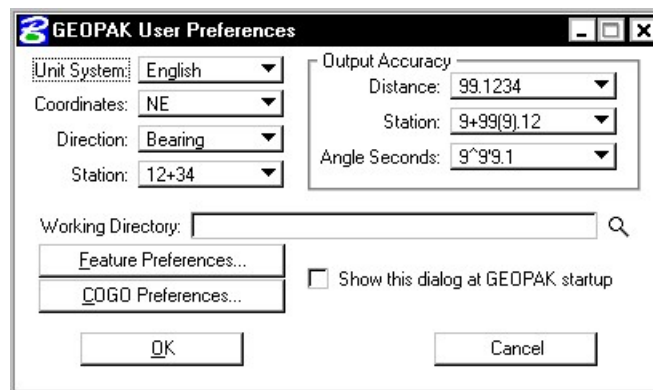 GEOPAK User Preferences
Unit System: English
Coordinates: NE
Direction: Bearing
Station: 12+34
Output Accuracy
Distance: 99.1234
Station: 9+99(9).12
Angle Seconds: 9^9'9.1
Working Directory:
Feature Preferences...
COGO Preferences...
Show this dialog at GEOPAK startup
OK
Cancel